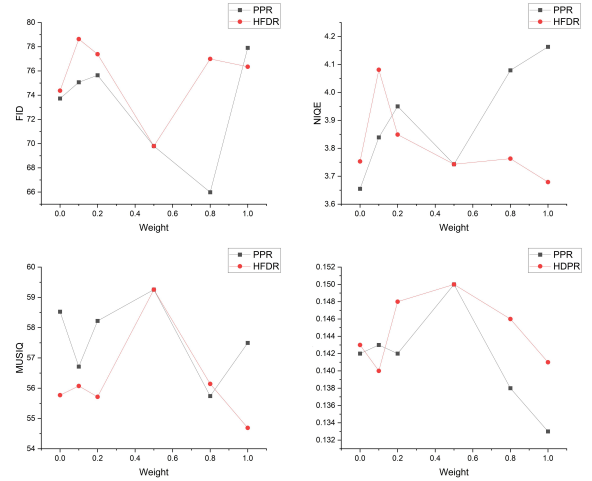 PPR
HFDR
80
78
76
74
72
70
68
66
FID
0.0 0.2 0.4 0.6 0.8 1.0
Weight
PPR
HFDR
4.2
4.1
4.0
3.9
3.8
3.7
3.6
NIQE
0.0 0.2 0.4 0.6 0.8 1.0
Weight
PPR
HFDR
60
59
58
57
56
55
54
MUSIQ
0.0 0.2 0.4 0.6 0.8 1.0
Weight
PPR
HDPR
0.152
0.150
0.148
0.146
0.144
0.142
0.140
0.138
0.136
0.134
0.132
0.0 0.2 0.4 0.6 0.8 1.0
Weight